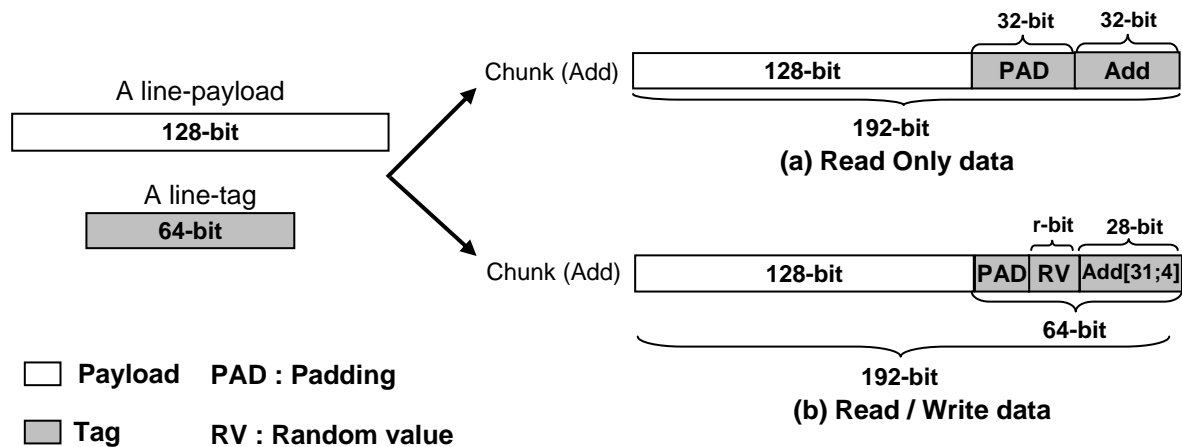 A line-payload
128-bit
A line-tag
64-bit
32-bit 32-bit
Chunk (Add) 128-bit PAD Add
192-bit
(a) Read Only data
r-bit 28-bit
Chunk (Add) 128-bit PAD RV Add[31;4]
64-bit
192-bit
(b) Read / Write data
Payload PAD : Padding
Tag RV : Random value